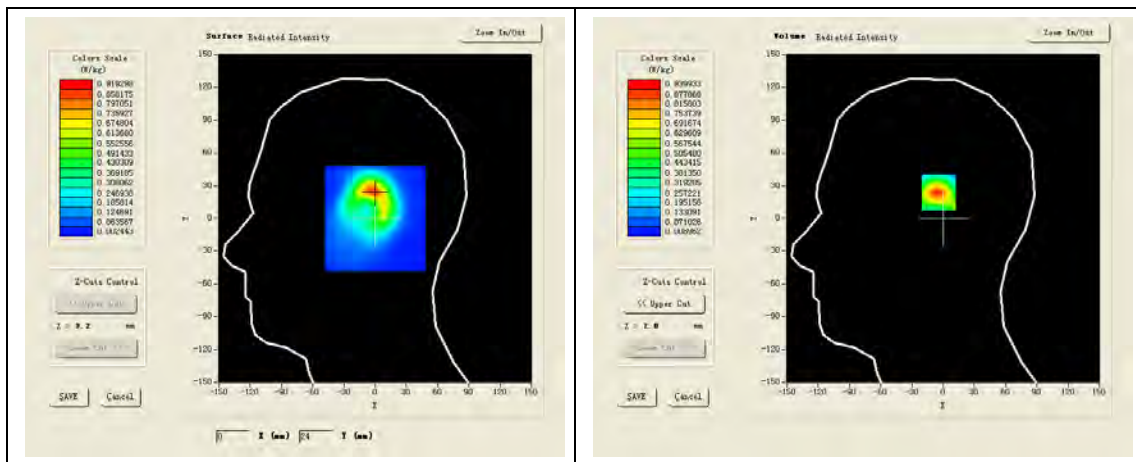 Surface Radiated Intensity
Zoom In/Out
Colors Scale
(W/kg)
0.919298
0.858175
0.797051
0.735927
0.674804
0.613680
0.552556
0.491433
0.430309
0.369185
0.308062
0.246938
0.185814
0.124691
0.063567
0.002443
150
120
90
60
30
0
-30
-60
-90
-120
-150
-150 -120 -90 -60 -30 0 30 60 90 120 150
Z-Cuts Control
<< Upper Cut
Z = mm
SAVE
Cancel
0 X (mm) 24 Y (mm)
Volume Radiated Intensity
Zoom In/Out
Colors Scale
(W/kg)
0.939933
0.877868
0.815803
0.753739
0.691674
0.629609
0.567544
0.505480
0.443415
0.381350
0.319285
0.257221
0.195156
0.133091
0.071026
0.008962
150
120
90
60
30
0
-30
-60
-90
-120
-150
-150 -120 -90 -60 -30 0 30 60 90 120 150
Z-Cuts Control
<< Upper Cut
Z = mm
SAVE
Cancel